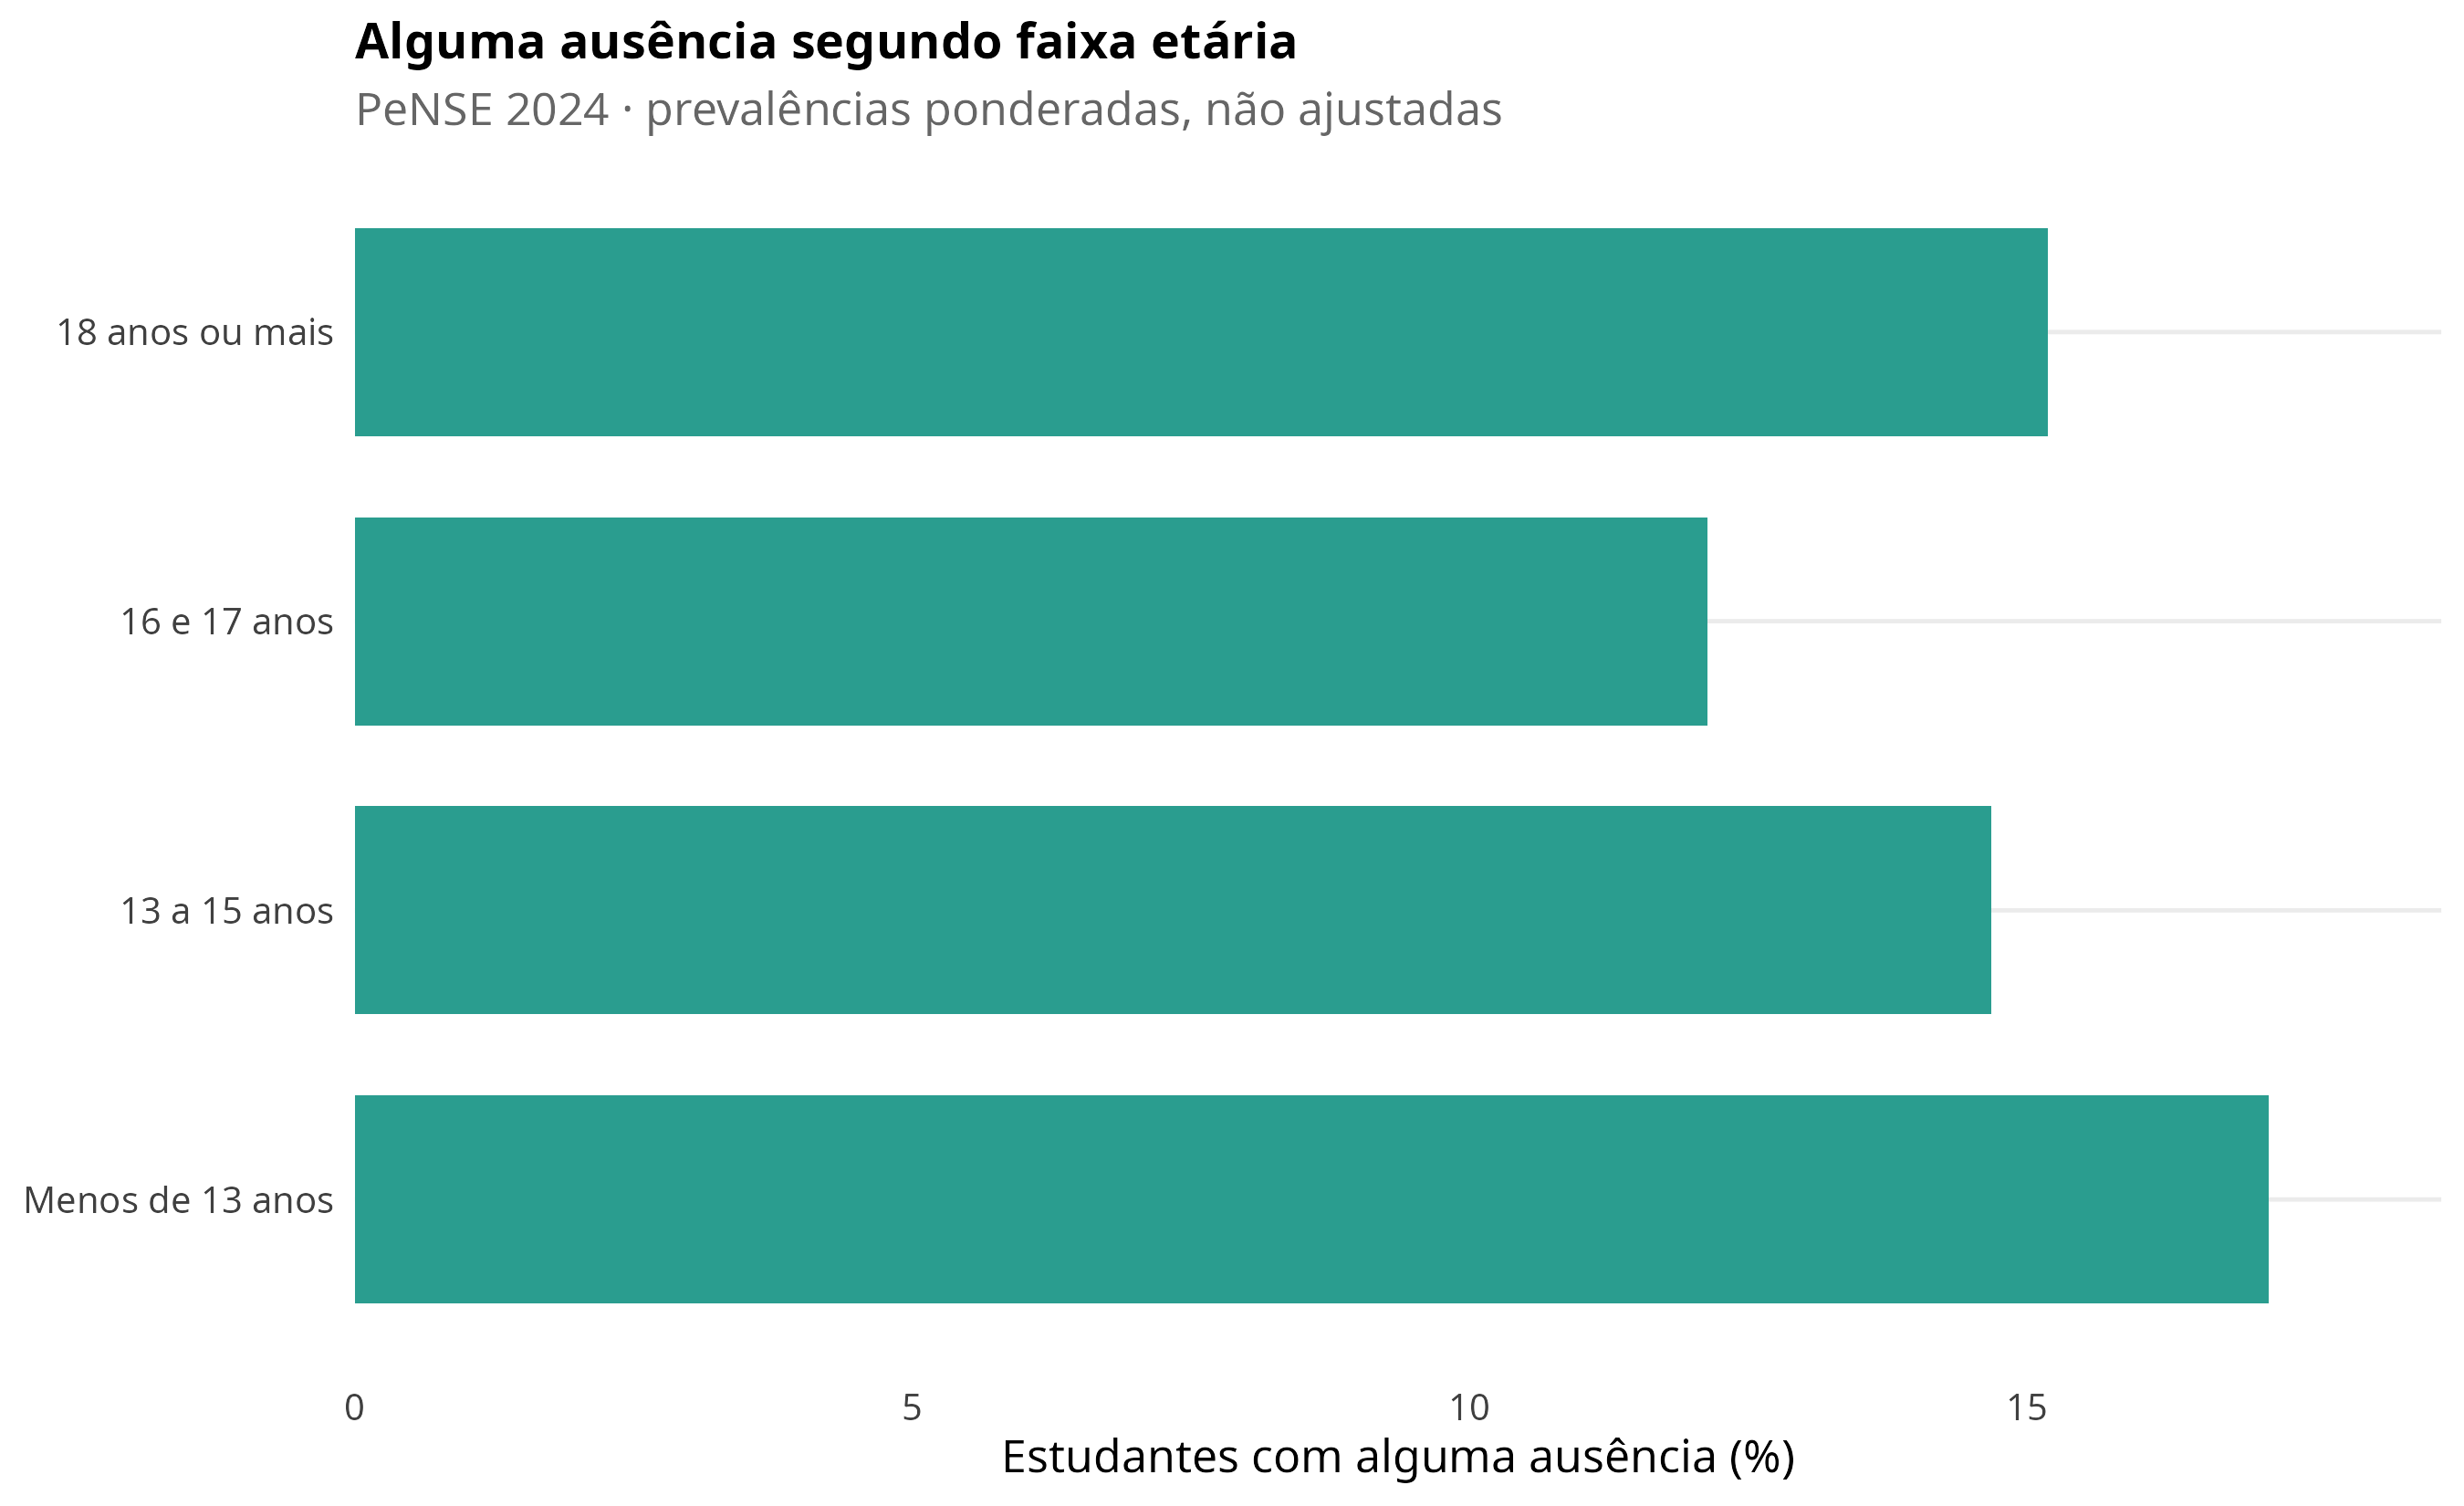 Alguma ausência segundo faixa etária
PeNSE 2024 · prevalências ponderadas, não ajustadas
18 anos ou mais
16 e 17 anos
13 a 15 anos
Menos de 13 anos
0 5 10 15
Estudantes com alguma ausência (%)